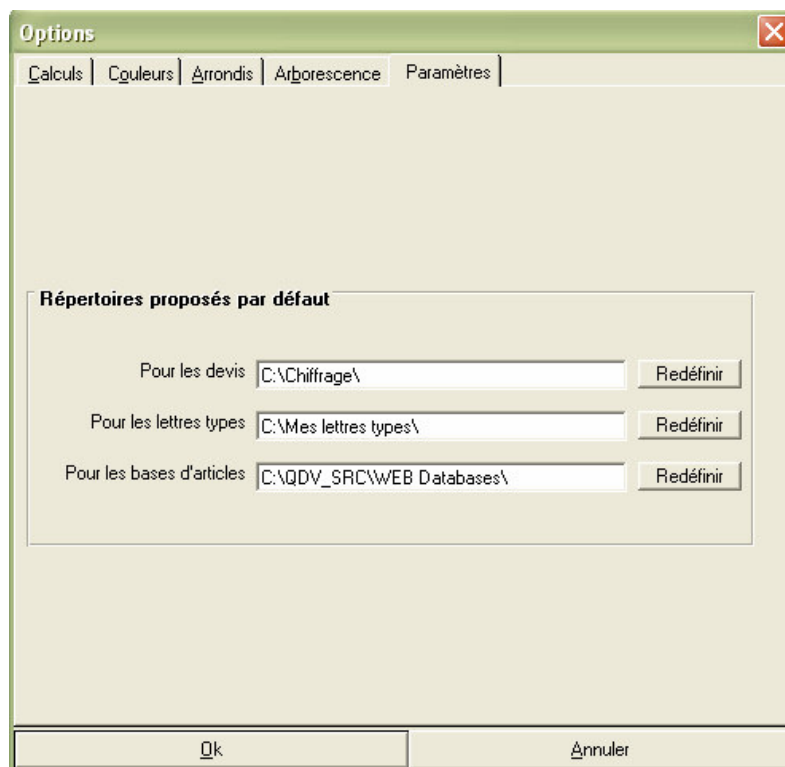 Options
Calculs Couleurs Arrondis Arborescence Paramètres
Répertoires proposés par défaut
Pour les devis C:\Chiffrage\ Redéfinir
Pour les lettres types C:\Mes lettres types\ Redéfinir
Pour les bases d'articles C:\QDV_SRC\WEB Databases\ Redéfinir
Ok Annuler